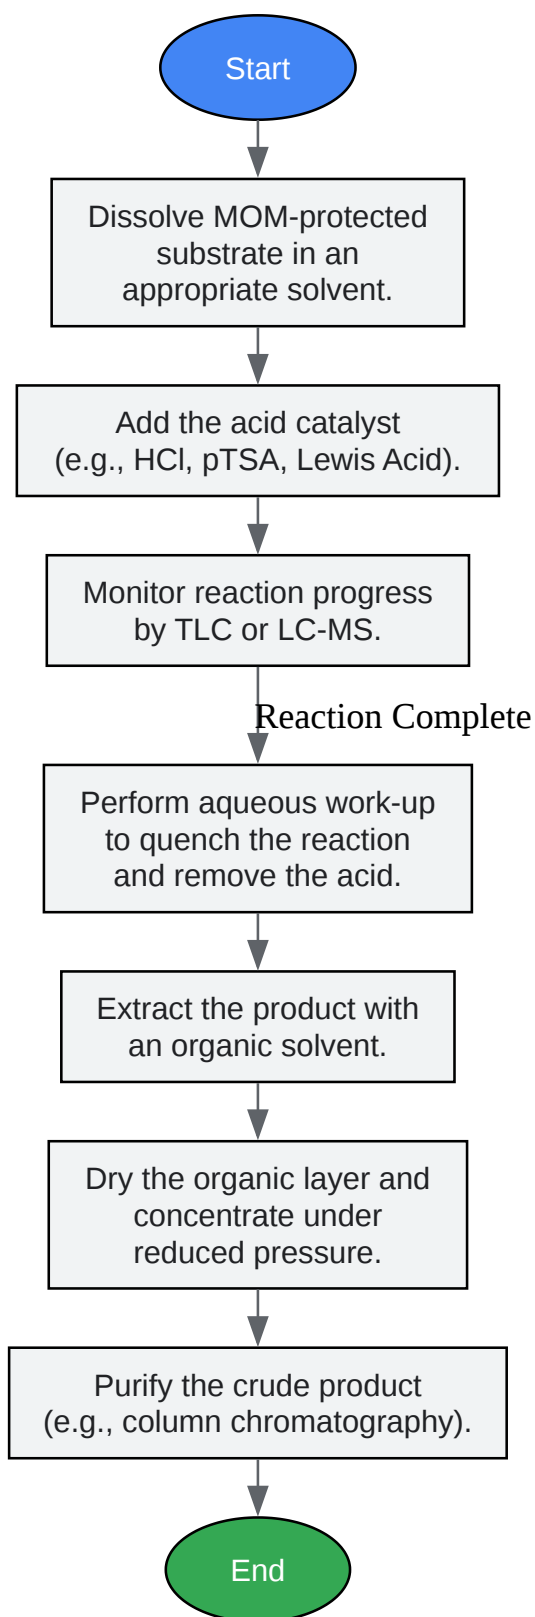 Start
Dissolve MOM-protected
substrate in an
appropriate solvent.
Add the acid catalyst
(e.g., HCl, pTSA, Lewis Acid).
Monitor reaction progress
by TLC or LC-MS.
Reaction Complete
Perform aqueous work-up
to quench the reaction
and remove the acid.
Extract the product with
an organic solvent.
Dry the organic layer and
concentrate under
reduced pressure.
Purify the crude product
(e.g., column chromatography).
End